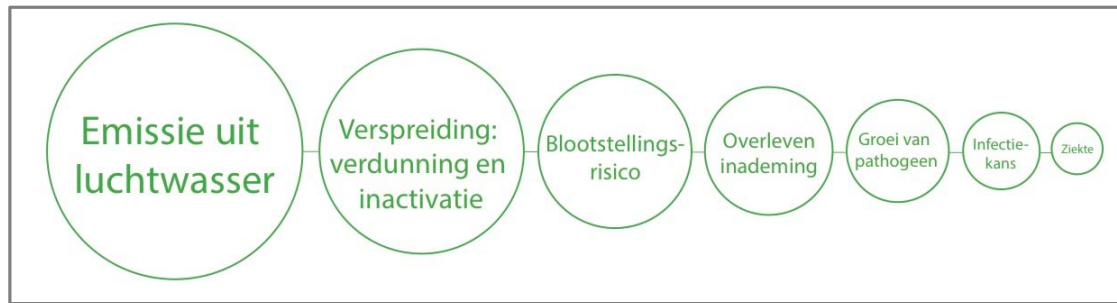 Emissie uit
luchtwasser
Verspreiding:
verdunning en
inactivatie
Blootstellings-
risico
Overleven
inademing
Groei van
pathogeen
Infectie-
kans
Ziekte